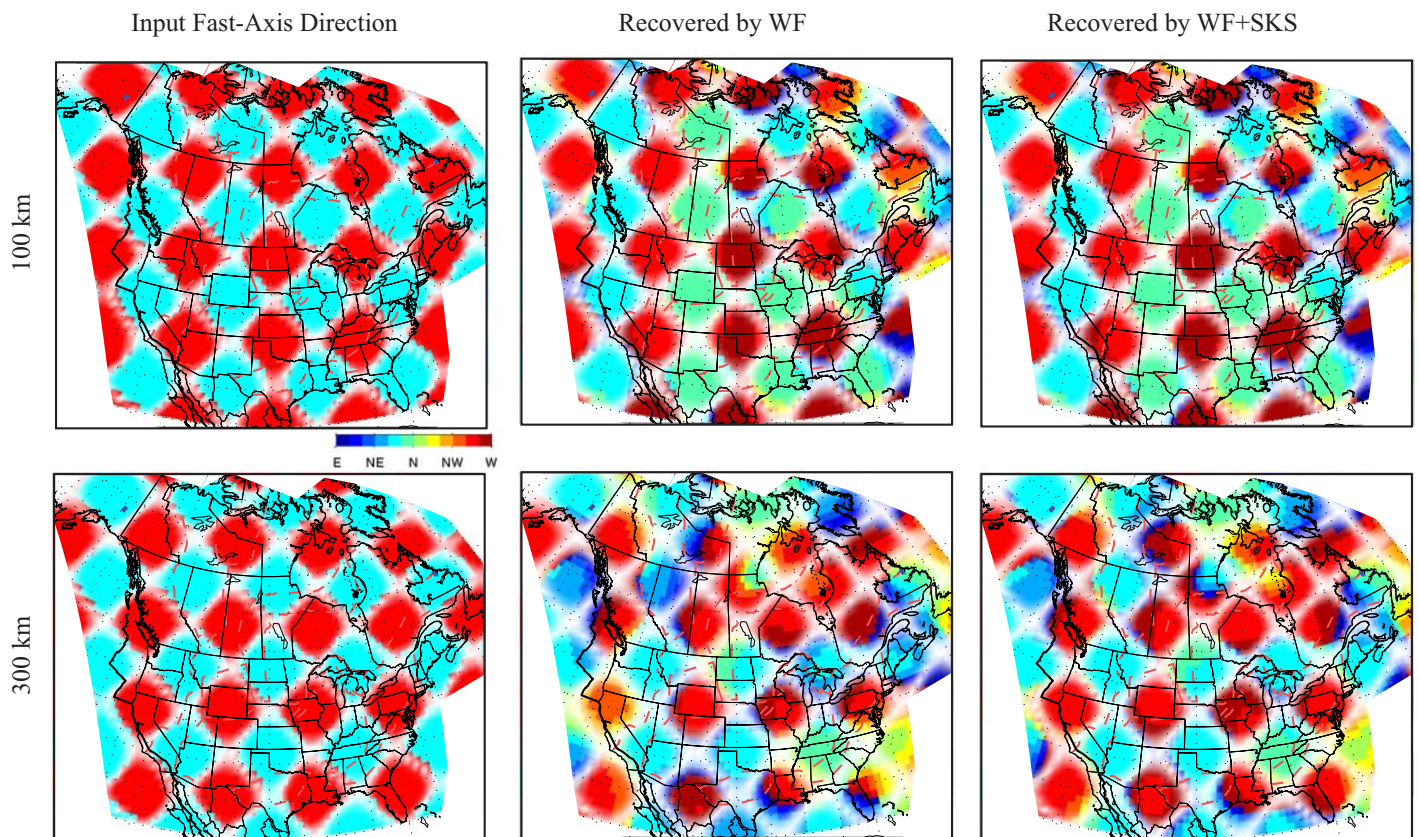 Input Fast-Axis Direction
Recovered by WF
Recovered by WF+SKS
100 km
E NE N NW W
300 km